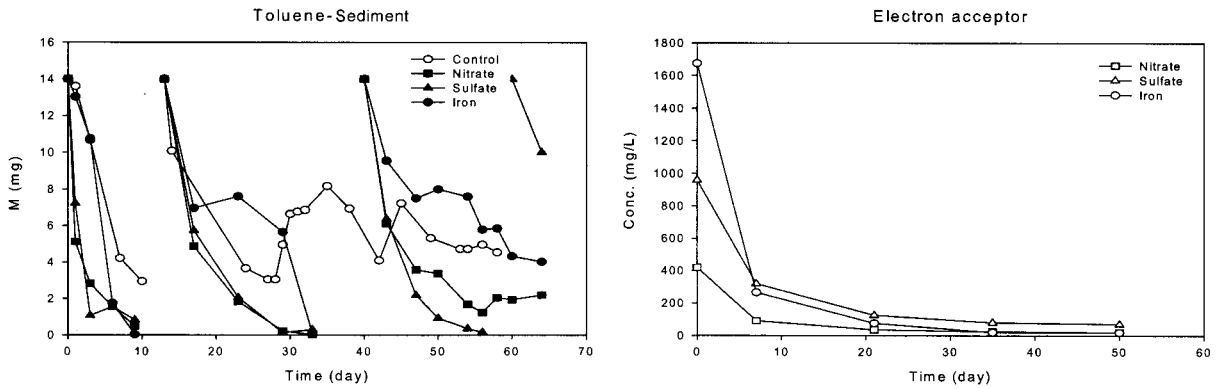 Toluene-Sediment
16
14
12
10
8
6
4
2
0
M (mg)
0 10 20 30 40 50 60 70
Time (day)
Control
Nitrate
Sulfate
Iron
Electron acceptor
1800
1600
1400
1200
1000
800
600
400
200
0
Conc. (mg/L)
0 10 20 30 40 50 60
Time (day)
Nitrate
Sulfate
Iron